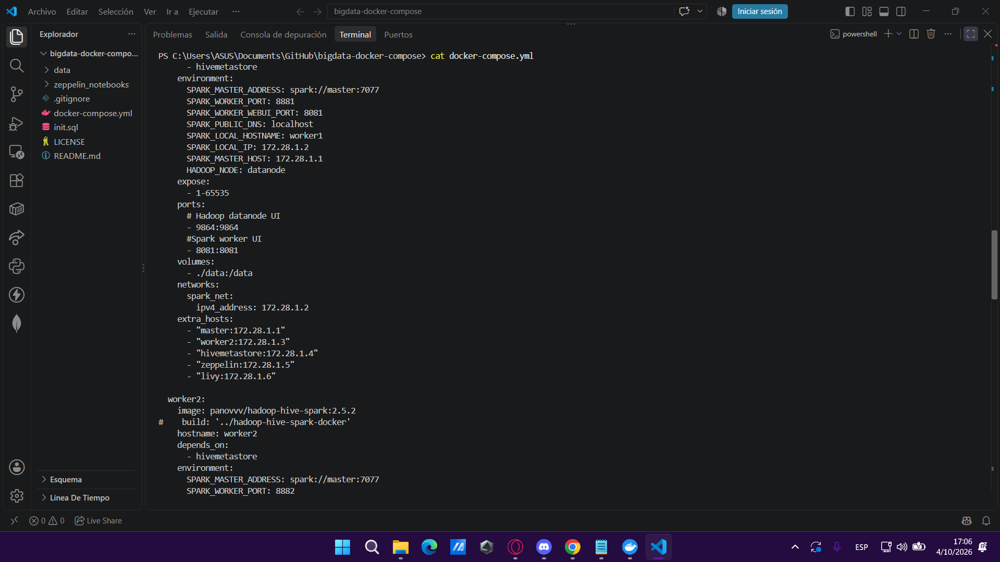 Archivo Editar Selección Ver Ir a Ejecutar ···
bigdata-docker-compose
Iniciar sesión
Explorador
bigdata-docker-compo...
data
zeppelin_notebooks
.gitignore
docker-compose.yml
init.sql
LICENSE
README.md
Esquema
Línea De Tiempo
Problemas Salida Consola de depuración Terminal Puertos
powershell
PS C:\Users\ASUS\Documents\GitHub\bigdata-docker-compose> cat docker-compose.yml
- hivemetastore
environment:
SPARK_MASTER_ADDRESS: spark://master:7077
SPARK_WORKER_PORT: 8881
SPARK_WORKER_WEBUI_PORT: 8081
SPARK_PUBLIC_DNS: localhost
SPARK_LOCAL_HOSTNAME: worker1
SPARK_LOCAL_IP: 172.28.1.2
SPARK_MASTER_HOST: 172.28.1.1
HADOOP_NODE: datanode
expose:
- 1-65535
ports:
# Hadoop datanode UI
- 9864:9864
#Spark worker UI
- 8081:8081
volumes:
- ./data:/data
networks:
spark_net:
ipv4_address: 172.28.1.2
extra_hosts:
- "master:172.28.1.1"
- "worker2:172.28.1.3"
- "hivemetastore:172.28.1.4"
- "zeppelin:172.28.1.5"
- "livy:172.28.1.6"
worker2:
image: panovvv/hadoop-hive-spark:2.5.2
#    build: '../hadoop-hive-spark-docker'
hostname: worker2
depends_on:
- hivemetastore
environment:
SPARK_MASTER_ADDRESS: spark://master:7077
SPARK_WORKER_PORT: 8882
0 0 Live Share
ESP
17:06
4/10/2026